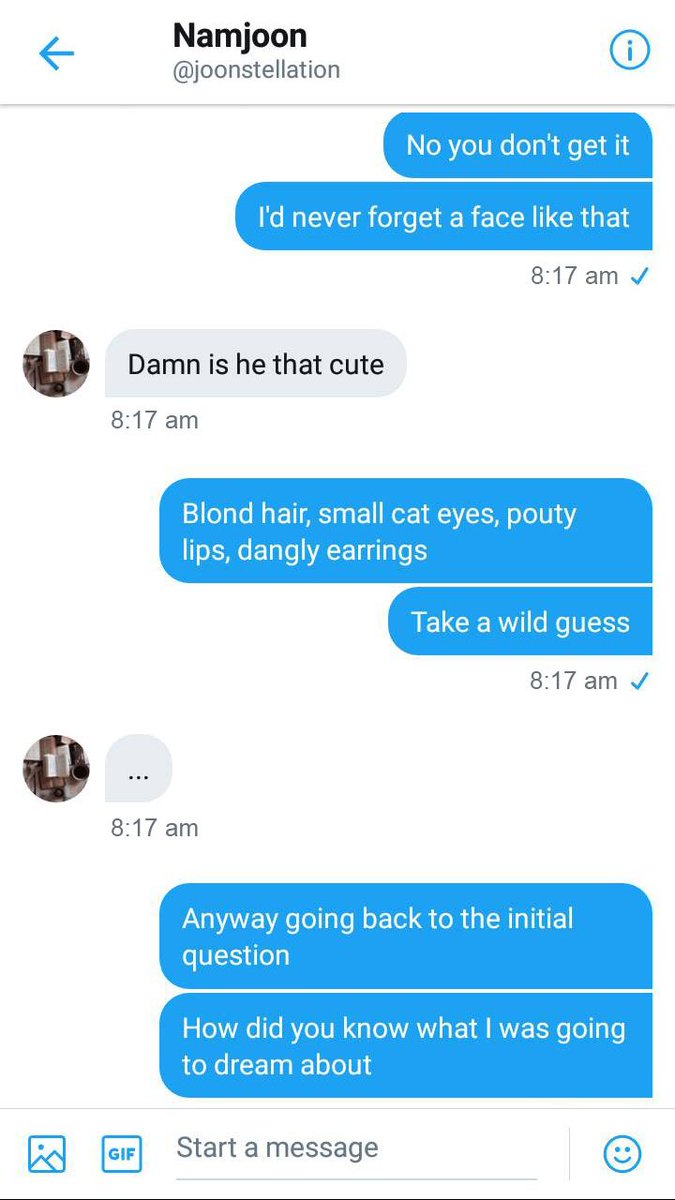 Namjoon
@joonstellation
No you don't get it
I'd never forget a face like that
8:17 am
Damn is he that cute
8:17 am
Blond hair, small cat eyes, pouty
lips, dangly earrings
Take a wild guess
8:17 am
...
8:17 am
Anyway going back to the initial
question
How did you know what I was going
to dream about
GIF
Start a message